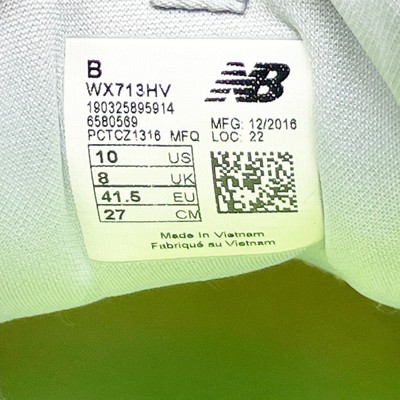 B
WX713HV
NB
190325895914
6580569
PCTCZ1316 MFQ
MFG: 12/2016
LOC: 22
10 US
8 UK
41.5 EU
27 CM
Made in Vietnam
Fabriqué au Vietnam